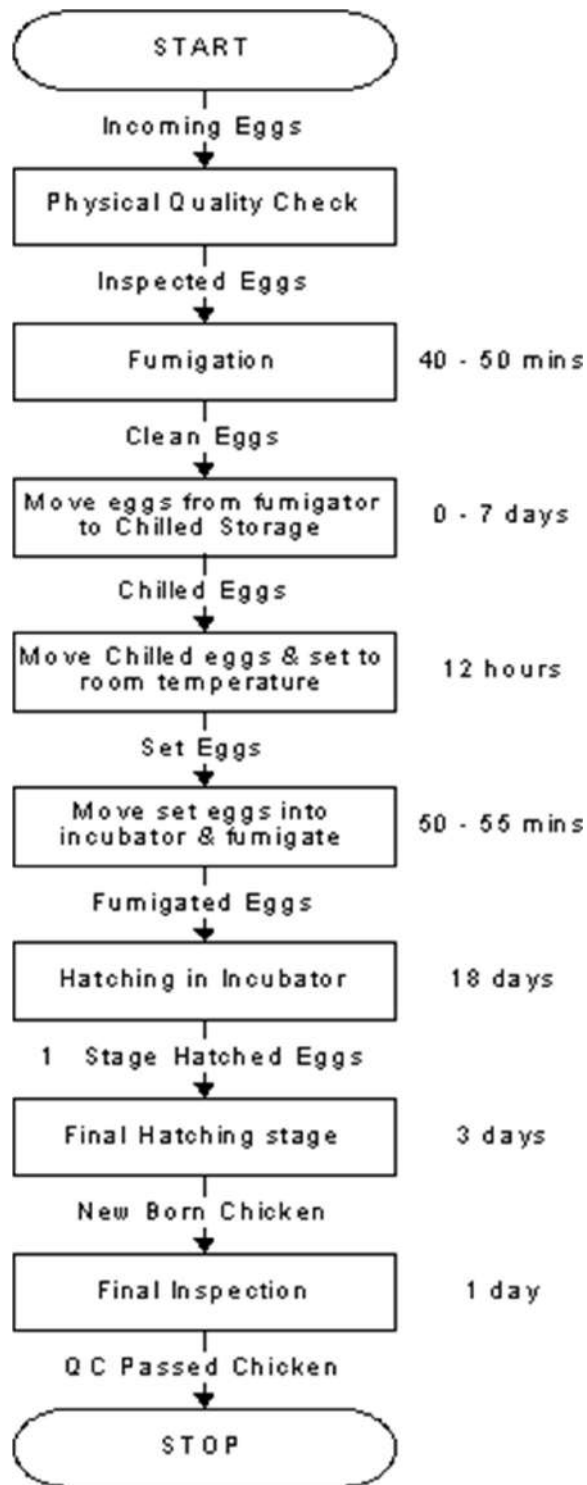 START
Incoming Eggs
Physical Quality Check
Inspected Eggs
Fumigation
40 - 50 mins
Clean Eggs
Move eggs from fumigator
to Chilled Storage
0 - 7 days
Chilled Eggs
Move Chilled eggs & set to
room temperature
12 hours
Set Eggs
Move set eggs into
incubator & fumigate
50 - 55 mins
Fumigated Eggs
Hatching in Incubator
18 days
1 Stage Hatched Eggs
Final Hatching stage
3 days
New Born Chicken
Final Inspection
1 day
QC Passed Chicken
STOP